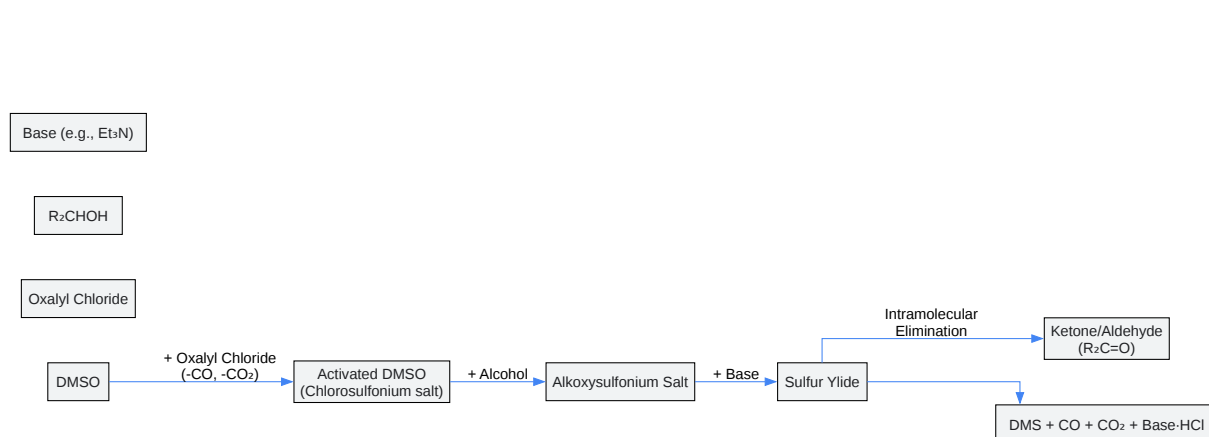 Base (e.g., Et₃N)
R₂CHOH
Oxalyl Chloride
DMSO
+ Oxalyl Chloride
(-CO, -CO₂)
Activated DMSO
(Chlorosulfonium salt)
+ Alcohol
Alkoxysulfonium Salt
+ Base
Sulfur Ylide
Intramolecular
Elimination
Ketone/Aldehyde
(R₂C=O)
DMS + CO + CO₂ + Base·HCl